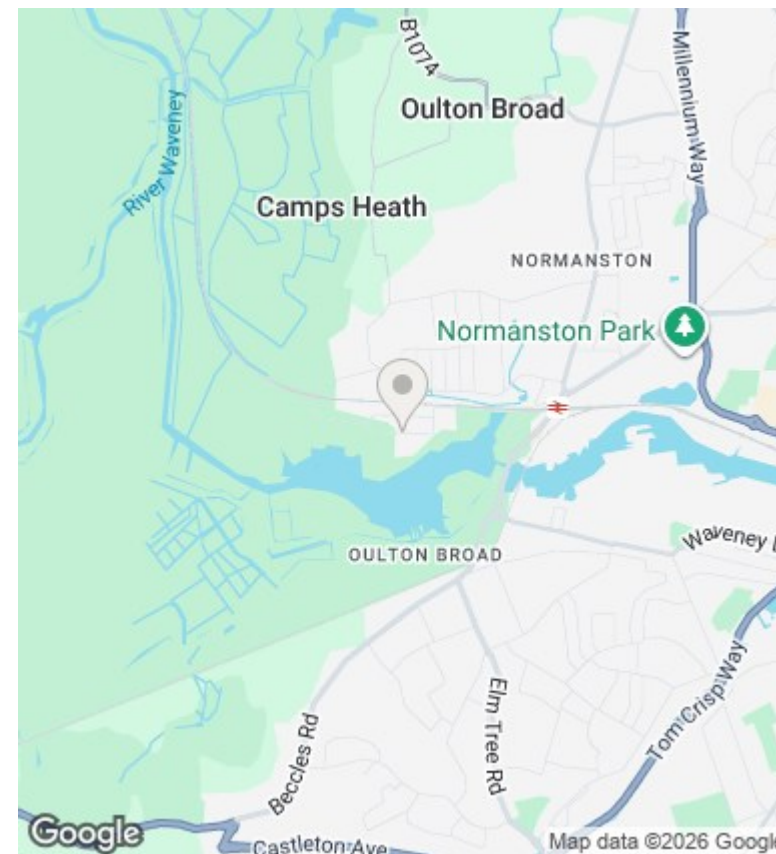 B1074
Millennium Way
Oulton Broad
River Waveney
Camps Heath
NORMANSTON
Normanston Park
OULTON BROAD
Waveney
Tom Crisp Way
Elm Tree Rd
Beccles Rd
Castleton Ave
Google
Map data ©2026 Google